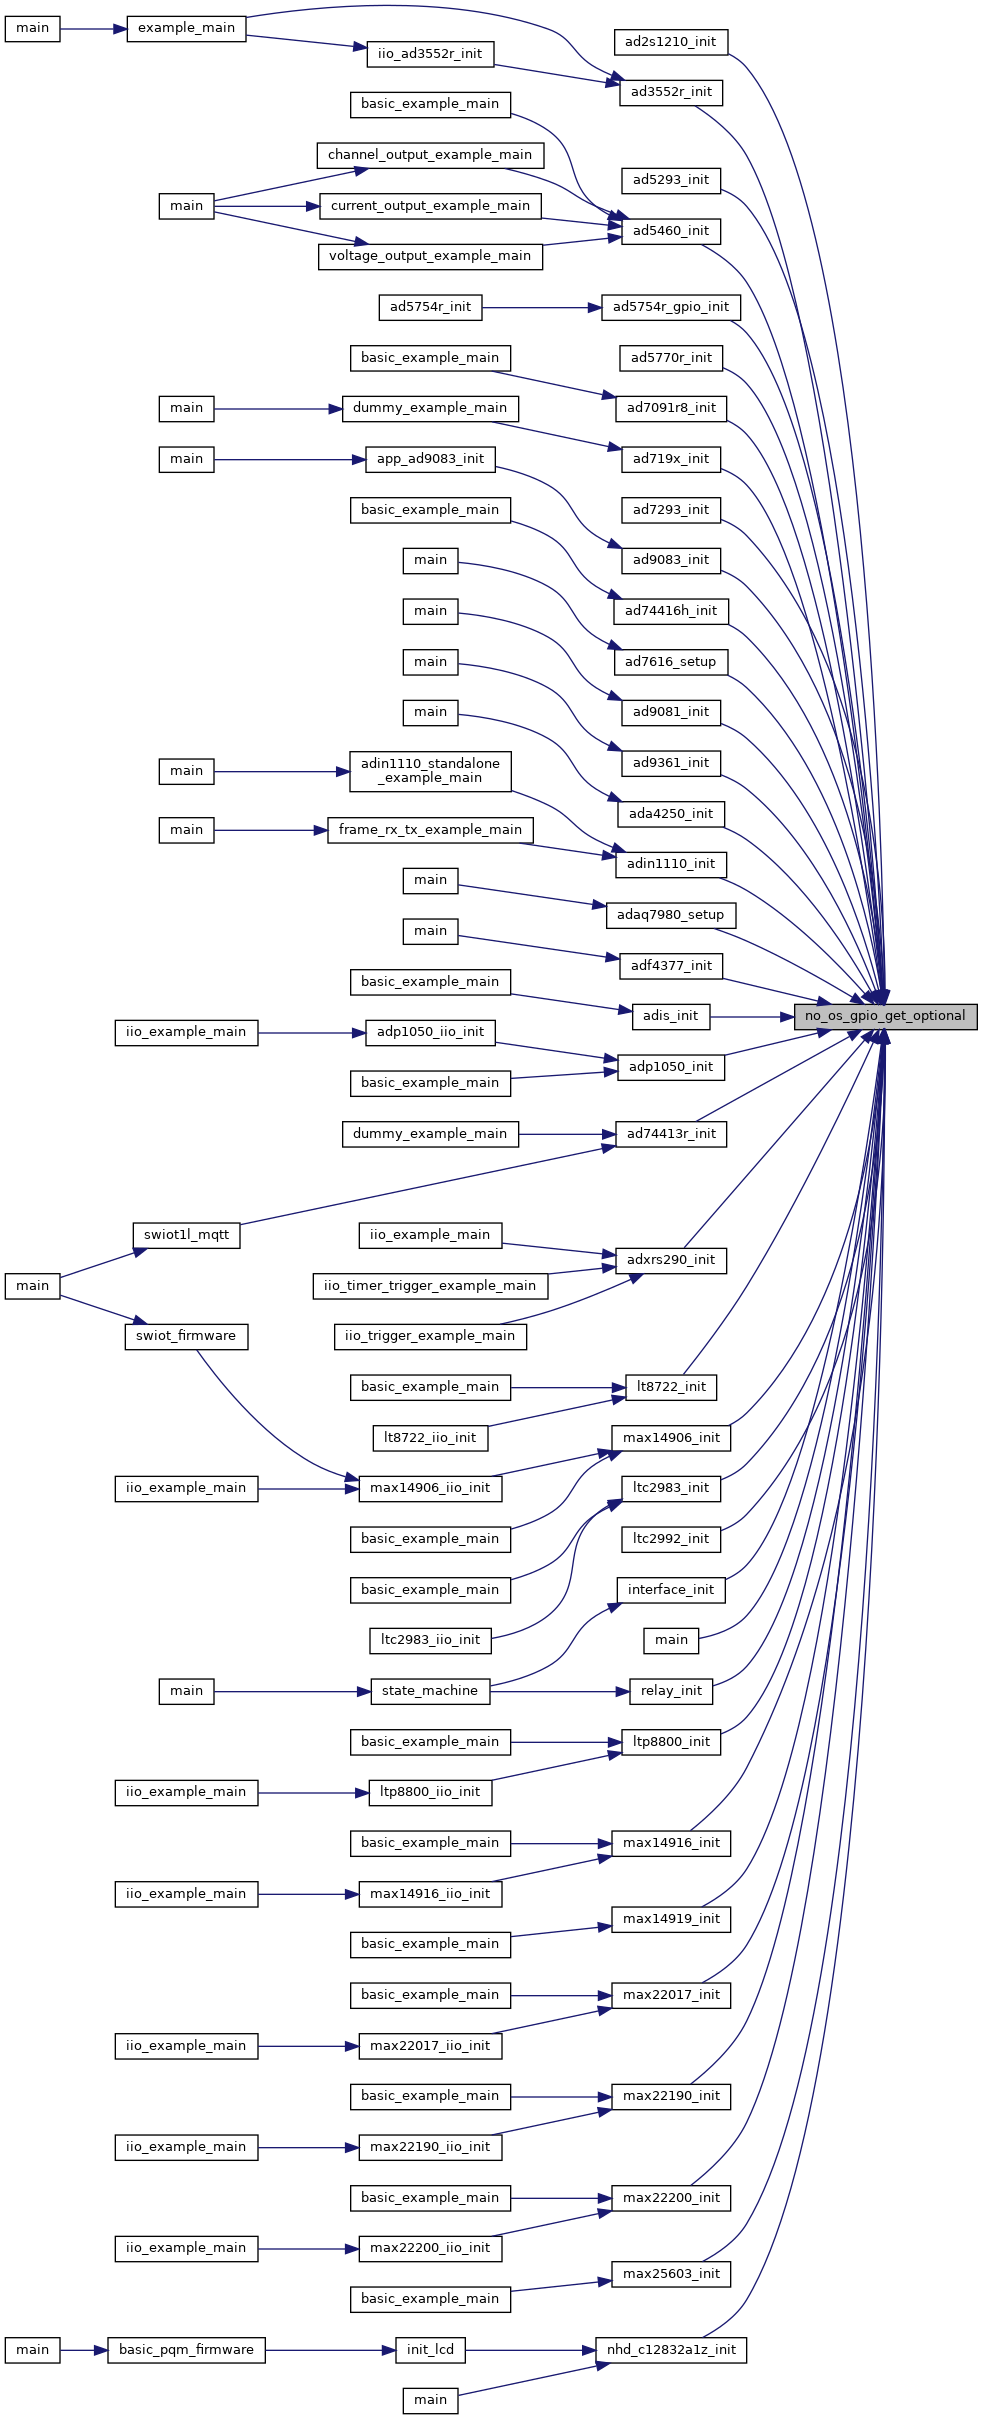 main
example_main
iio_ad3552r_init
ad2s1210_init
ad3552r_init
basic_example_main
channel_output_example_main
ad5293_init
main
current_output_example_main
ad5460_init
voltage_output_example_main
ad5754r_init
ad5754r_gpio_init
basic_example_main
ad5770r_init
main
dummy_example_main
ad7091r8_init
main
app_ad9083_init
ad719x_init
basic_example_main
ad7293_init
main
ad9083_init
main
ad74416h_init
main
ad7616_setup
main
ad9081_init
main
adin1110_standalone
_example_main
ad9361_init
ada4250_init
main
frame_rx_tx_example_main
adin1110_init
main
adaq7980_setup
main
adf4377_init
basic_example_main
adis_init
no_os_gpio_get_optional
iio_example_main
adp1050_iio_init
adp1050_init
basic_example_main
dummy_example_main
ad74413r_init
swiot1l_mqtt
iio_example_main
adxrs290_init
main
iio_timer_trigger_example_main
swiot_firmware
iio_trigger_example_main
basic_example_main
lt8722_init
lt8722_iio_init
max14906_init
iio_example_main
max14906_iio_init
ltc2983_init
basic_example_main
ltc2992_init
basic_example_main
interface_init
ltc2983_iio_init
main
main
state_machine
relay_init
basic_example_main
ltp8800_init
iio_example_main
ltp8800_iio_init
basic_example_main
max14916_init
iio_example_main
max14916_iio_init
max14919_init
basic_example_main
basic_example_main
max22017_init
iio_example_main
max22017_iio_init
basic_example_main
max22190_init
iio_example_main
max22190_iio_init
basic_example_main
max22200_init
iio_example_main
max22200_iio_init
max25603_init
basic_example_main
main
basic_pqm_firmware
init_lcd
nhd_c12832a1z_init
main